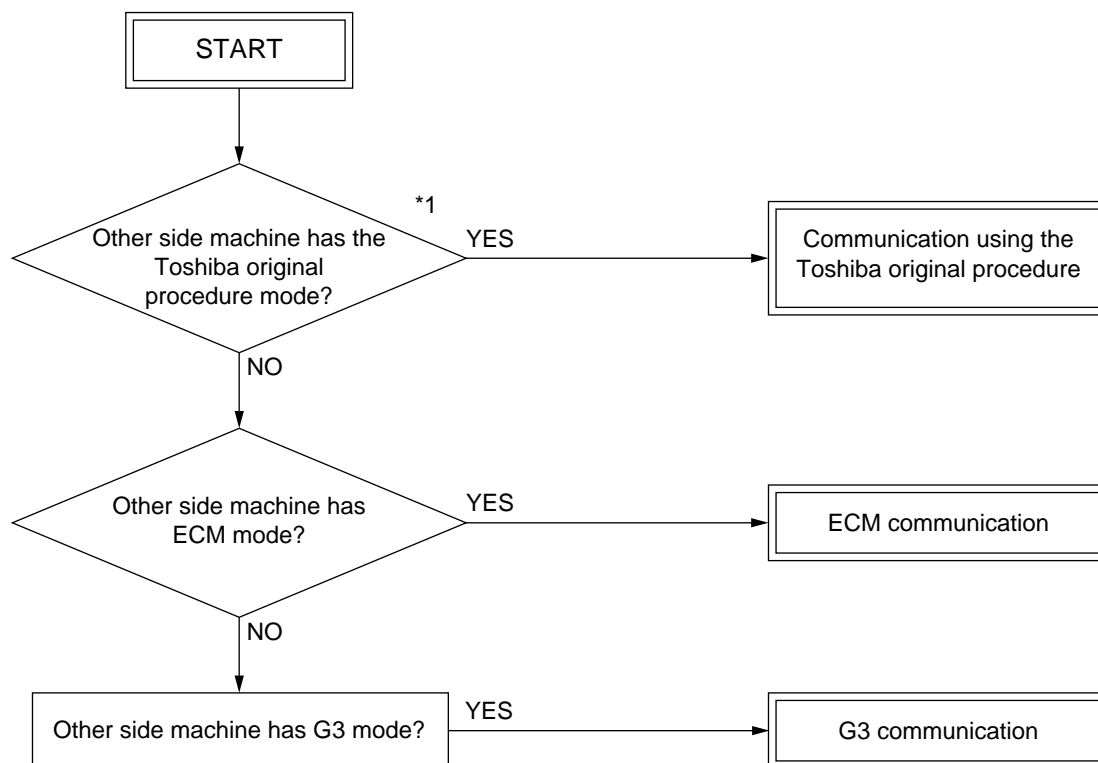 START
*1
Other side machine has the
Toshiba original
procedure mode?
YES
Communication using the
Toshiba original procedure
NO
Other side machine has
ECM mode?
YES
ECM communication
NO
Other side machine has G3 mode?
YES
G3 communication